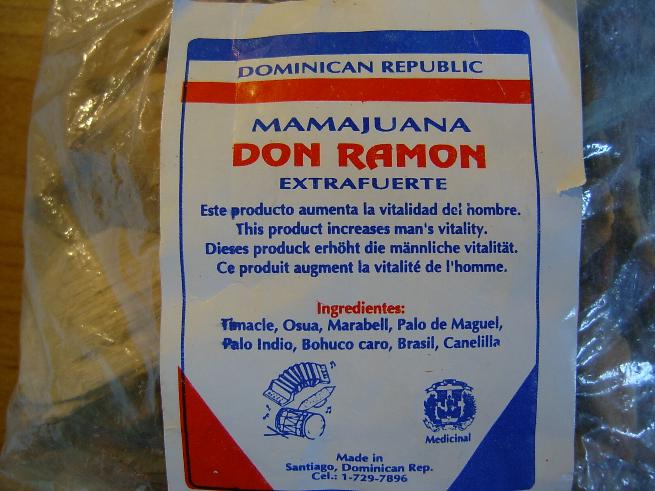 DOMINICAN REPUBLIC
MAMAJUANA
DON RAMON
EXTRAFUERTE
Este producto aumenta la vitalidad del hombre.
This product increases man's vitality.
Dieses produck erhöht die männliche vitalität.
Ce produit augment la vitalité de l'homme.
Ingredientes:
Timacle, Osua, Marabell, Palo de Maguel,
Palo Indio, Bohuco caro, Brasil, Canelilla
Medicinal
Made in
Santiago, Dominican Rep.
Cel.: 1-729-7896